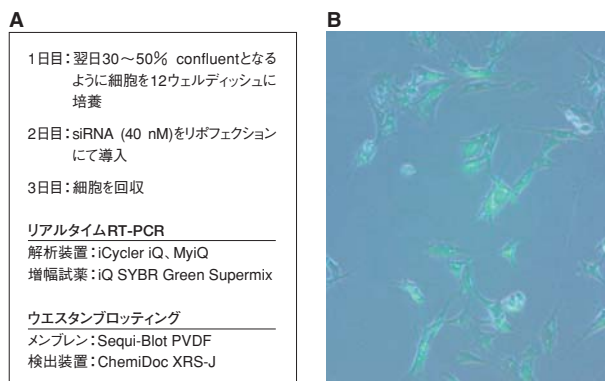 A
1日目：翌日30～50% confluentとなる
ように細胞を12ウェルディッシュに
培養
2日目：siRNA (40 nM)をリポフェクション
にて導入
3日目：細胞を回収
リアルタイムRT-PCR
解析装置：iCycler iQ、MyiQ
増幅試薬：iQ SYBR Green Supermix
ウエスタンブロッティング
メンブレン：Sequi-Blot PVDF
検出装置：ChemiDoc XRS-J
B